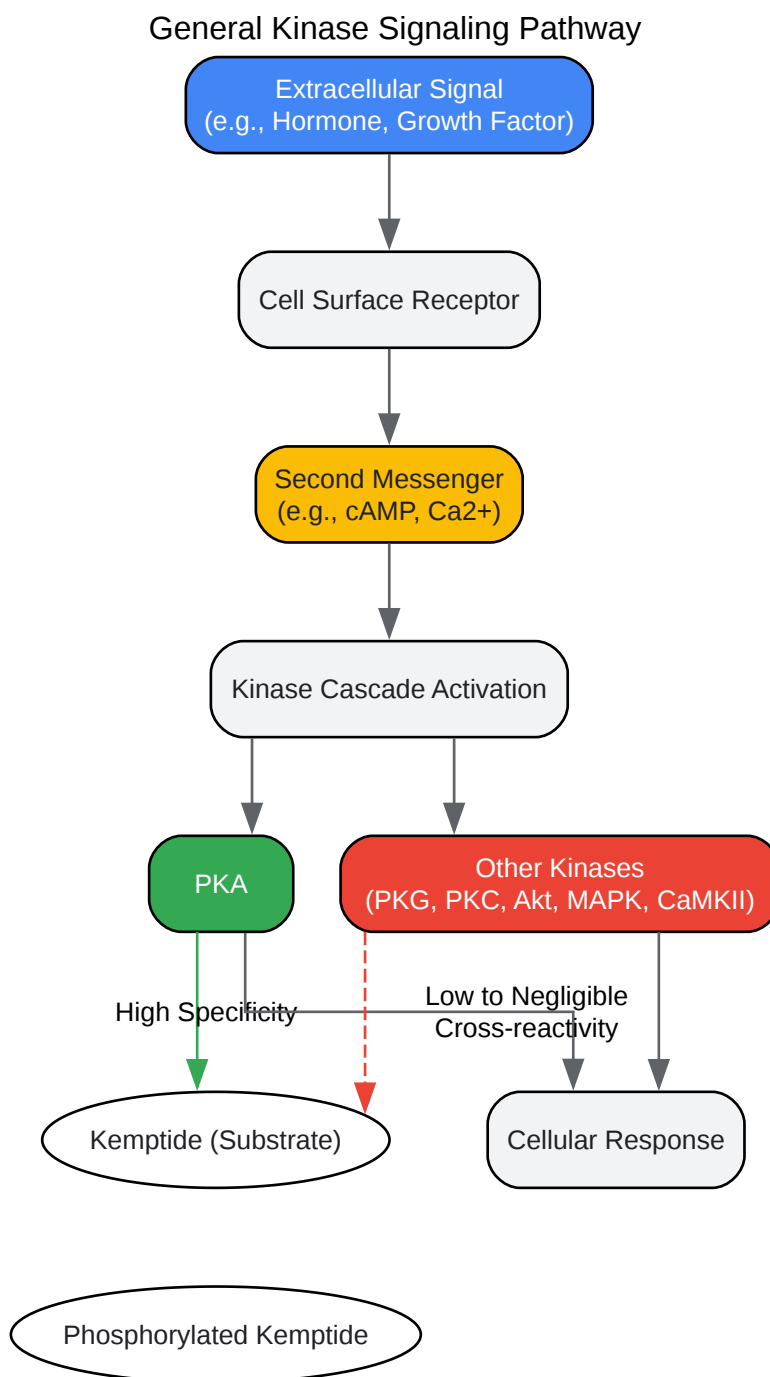 General Kinase Signaling Pathway
Extracellular Signal
(e.g., Hormone, Growth Factor)
Cell Surface Receptor
Second Messenger
(e.g., cAMP, Ca2+)
Kinase Cascade Activation
PKA
Other Kinases
(PKG, PKC, Akt, MAPK, CaMKII)
High Specificity
Low to Negligible
Cross-reactivity
Kemptide (Substrate)
Cellular Response
Phosphorylated Kemptide